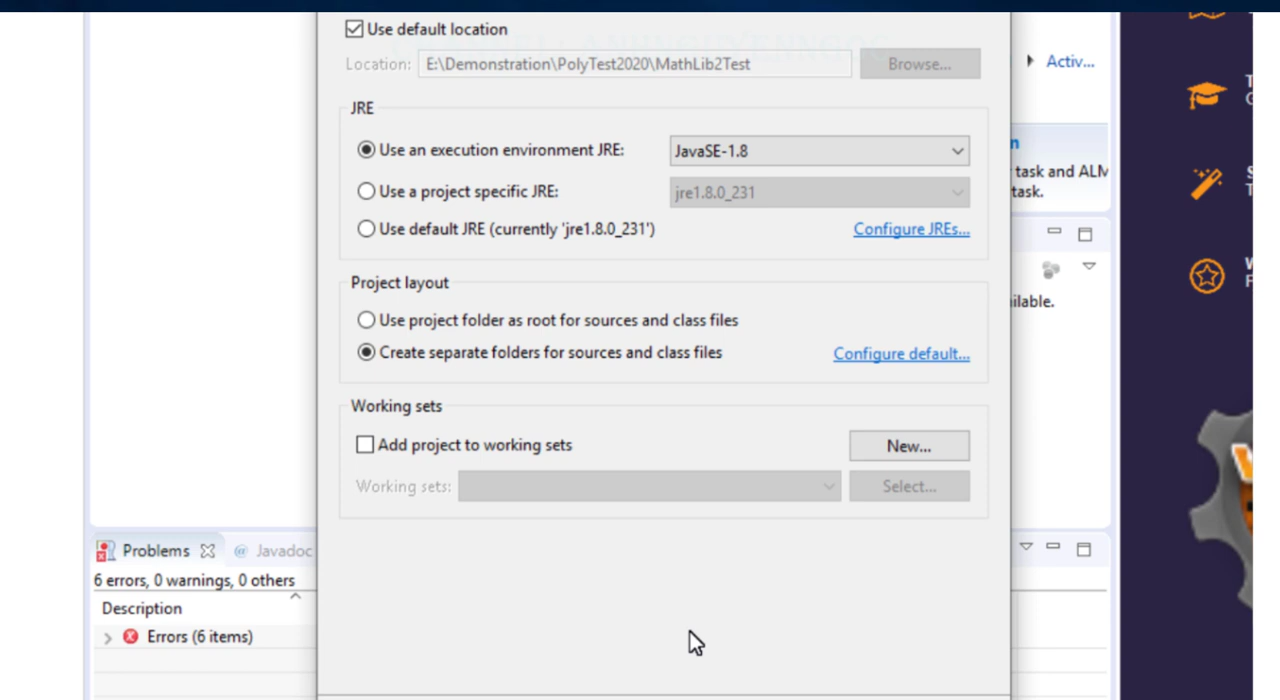 Use default location
Location: E:\Demonstration\PolyTest2020\MathLib2Test Browse...
Activ...
JRE
Use an execution environment JRE: JavaSE-1.8
task and ALM
Use a project specific JRE: jre1.8.0_231
task.
Use default JRE (currently 'jre1.8.0_231') Configure JREs...
Project layout
Use project folder as root for sources and class files
Create separate folders for sources and class files Configure default...
Working sets
Add project to working sets New...
Working sets: Select...
Problems @ Javadoc
6 errors, 0 warnings, 0 others
Description
Errors (6 items)